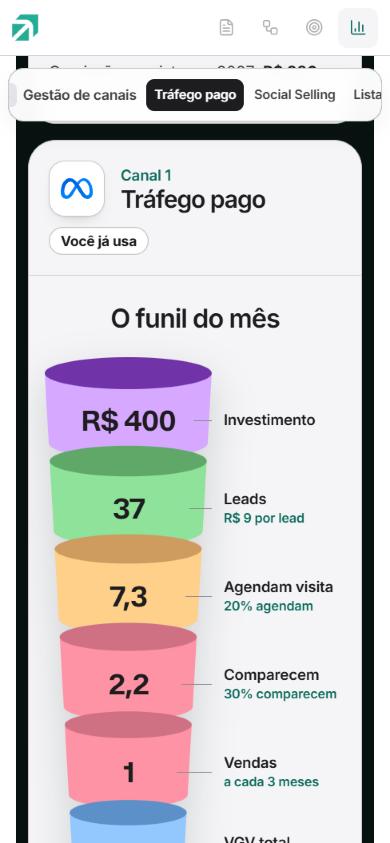 Gestão de canais
Tráfego pago
Social Selling
Lista
Canal 1
Tráfego pago
Você já usa
O funil do mês
R$ 400
Investimento
37
Leads
R$ 9 por lead
7,3
Agendam visita
20% agendam
2,2
Comparecem
30% comparecem
1
Vendas
a cada 3 meses
VGV total